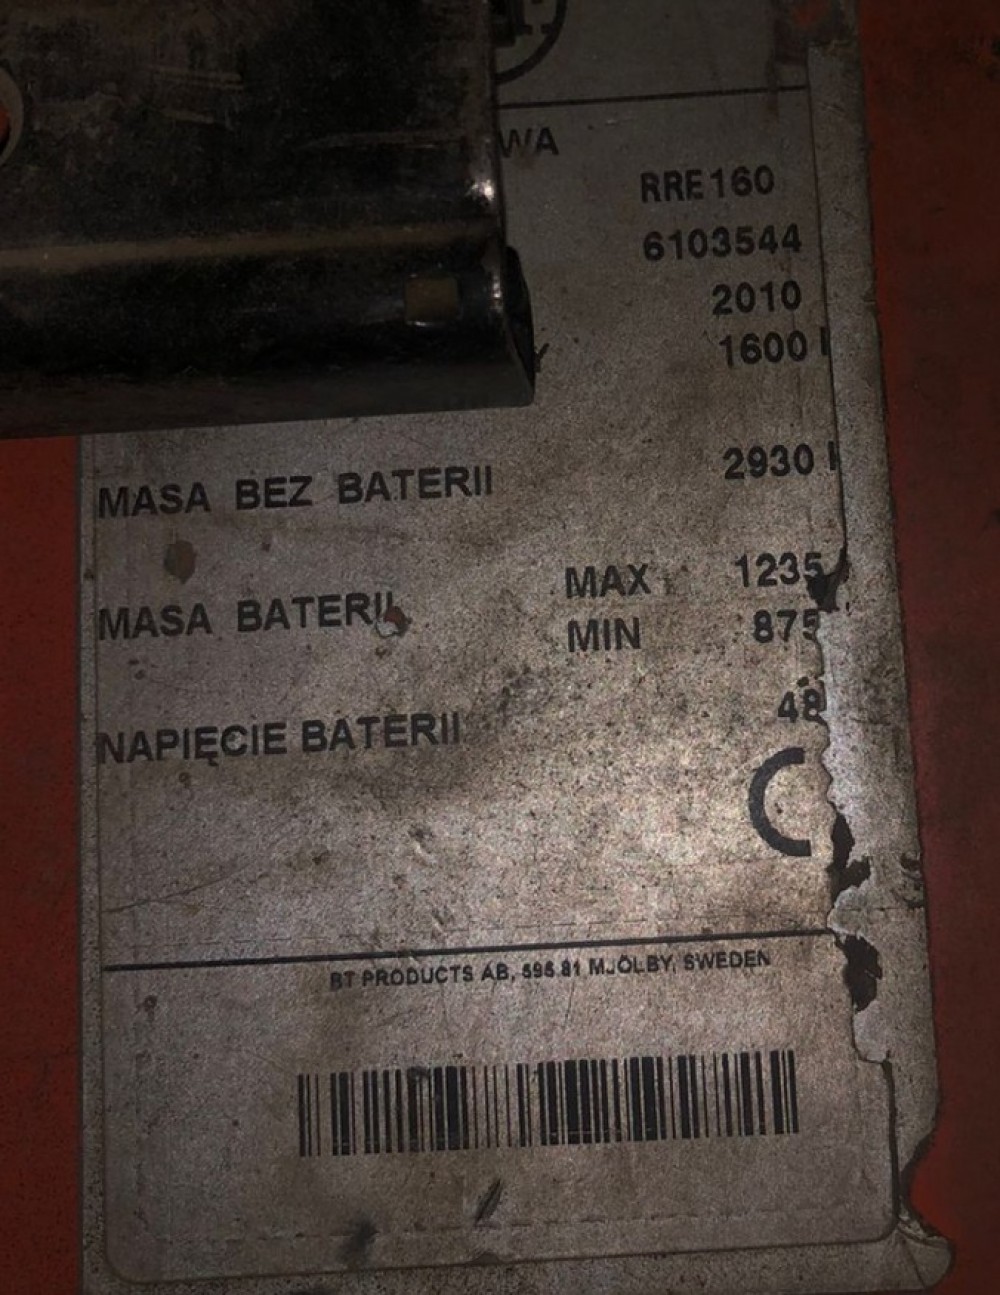 WA
RRE160
6103544
2010
Y 1600
MASA BEZ BATERII 2930
MASA BATERII MAX 1235
MIN 875
NAPIĘCIE BATERII 48
C
BT PRODUCTS AB, 595 81 MJÖLBY, SWEDEN